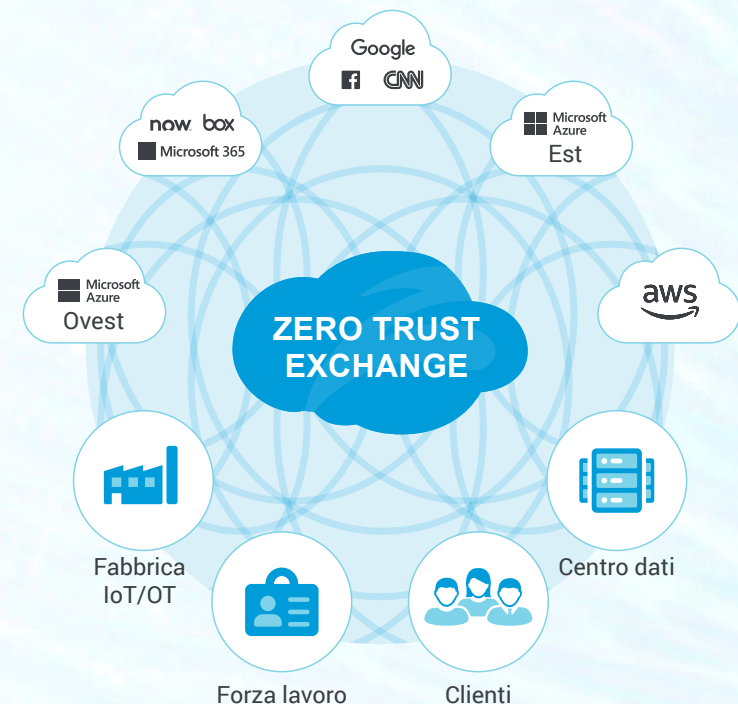 Google
CNN
now. box
Microsoft 365
Microsoft
Azure
Est
Microsoft
Azure
Ovest
aws
ZERO TRUST
EXCHANGE
Fabbrica
IoT/OT
Centro dati
Forza lavoro
Clienti